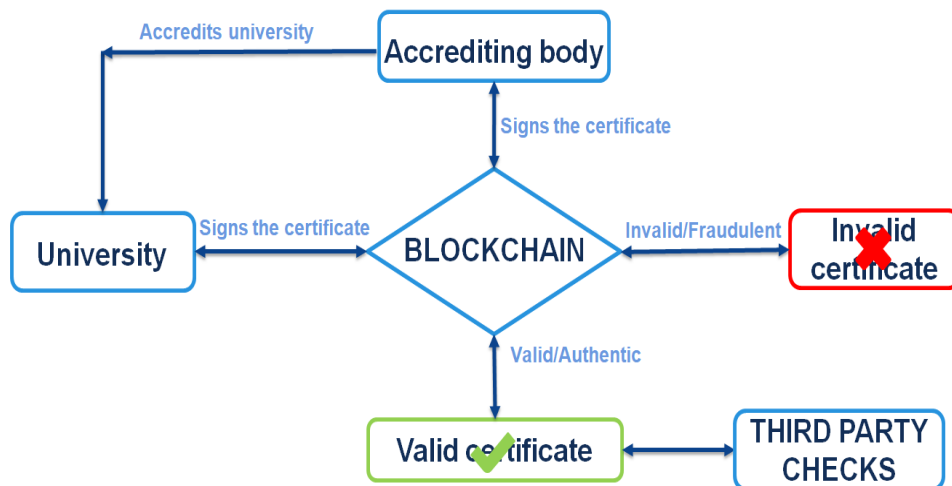 Accredits university
Accrediting body
Signs the certificate
University
Signs the certificate
BLOCKCHAIN
Invalid/Fraudulent
Invalid
certificate
Valid/Authentic
Valid certificate
THIRD PARTY
CHECKS